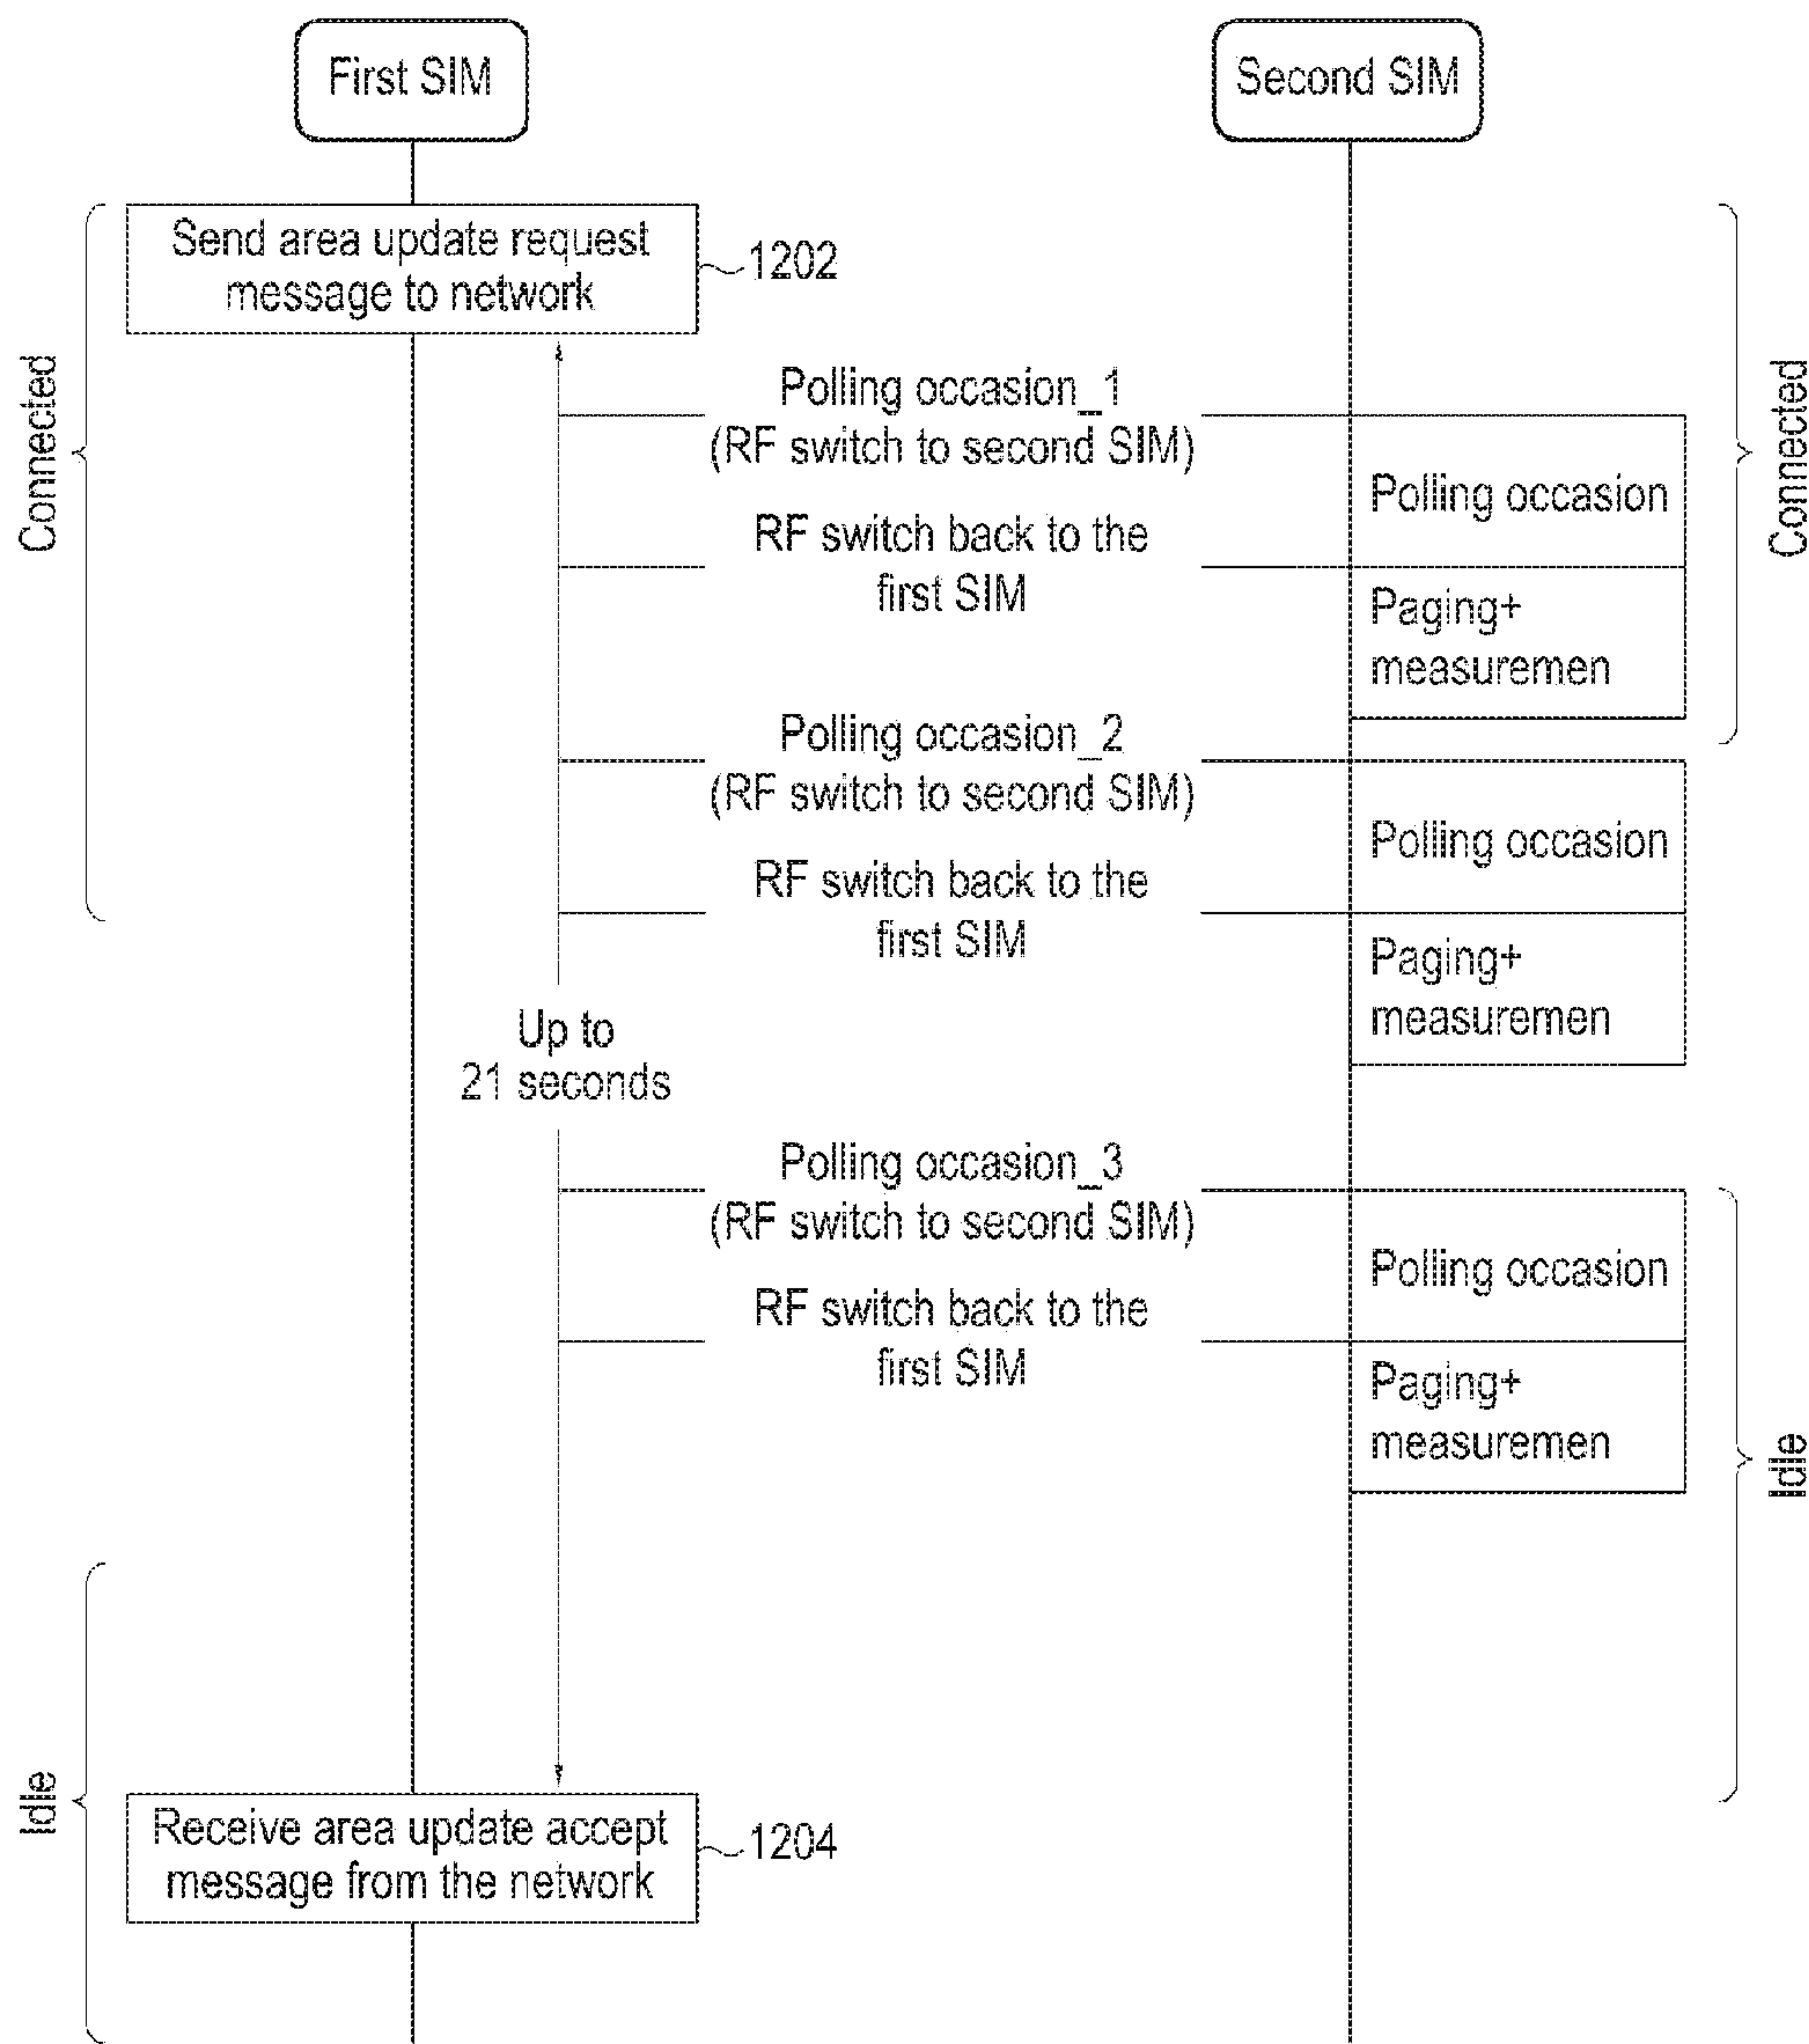 First SIM
Second SIM
Send area update request
message to network
1202
Connected
Connected
Polling occasion_1
(RF switch to second SIM)
Polling occasion
RF switch back to the
first SIM
Paging+
measuremen
Polling occasion_2
(RF switch to second SIM)
Polling occasion
RF switch back to the
first SIM
Paging+
measuremen
Up to
21 seconds
Polling occasion_3
(RF switch to second SIM)
Polling occasion
RF switch back to the
first SIM
Paging+
measuremen
Idle
Idle
Receive area update accept
message from the network
1204